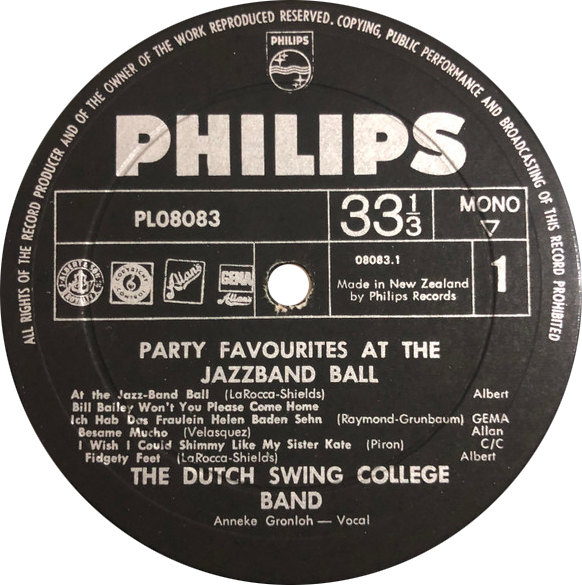 ALL RIGHTS OF THE RECORD PRODUCER AND OF THE OWNER OF THE WORK REPRODUCED RESERVED. COPYING, PUBLIC PERFORMANCE AND BROADCASTING OF THIS RECORD PROHIBITED
PHILIPS
PHILIPS
PL08083
33 1/3
MONO
08083.1
Made in New Zealand
by Philips Records
1
Allans
GEMA
Allan's
PARTY FAVOURITES AT THE
JAZZBAND BALL
At the Jazz-Band Ball (LaRocca-Shields) Albert
Bill Bailey Won't You Please Come Home
Ich Hab Das Fraulein Helen Baden Sehn (Raymond-Grunbaum) GEMA
Besame Mucho (Velasquez) Allan
I Wish I Could Shimmy Like My Sister Kate (Piron) C/C
Fidgety Feet (LaRocca-Shields) Albert
THE DUTCH SWING COLLEGE
BAND
Anneke Gronloh — Vocal